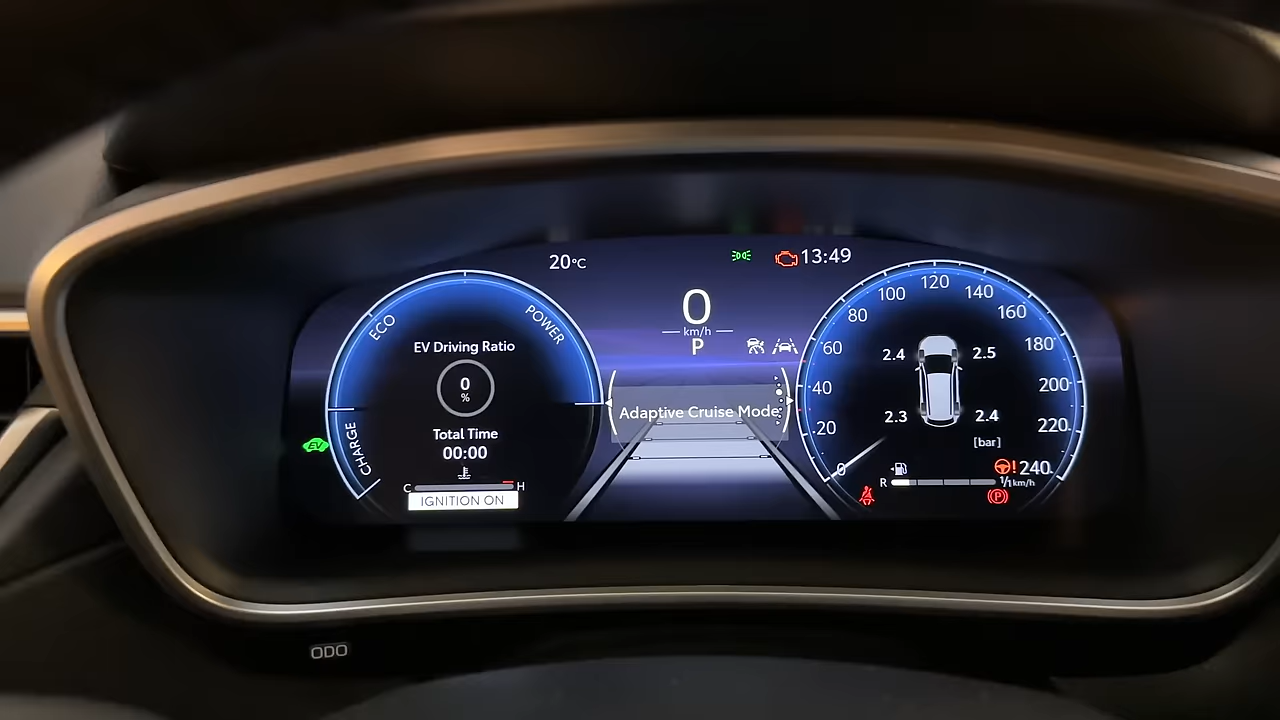 20°C
13:49
0
km/h
P
ECO
POWER
CHARGE
EV Driving Ratio
0
%
Total Time
00:00
C
H
IGNITION ON
EV
Adaptive Cruise Mode
0
20
40
60
80
100
120
140
160
180
200
220
240
km/h
2.4
2.5
2.3
2.4
[bar]
R
1/1
!
P
ODO